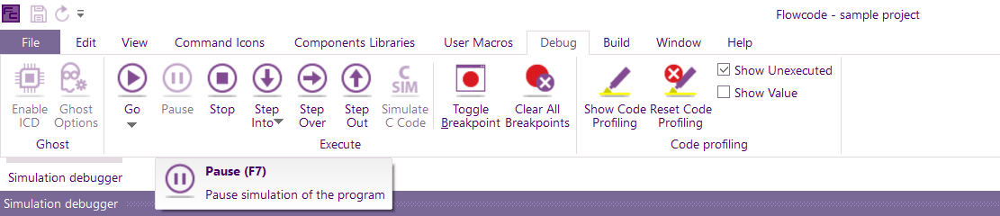 FC
Flowcode - sample project
File Edit View Command Icons Components Libraries User Macros Debug Build Window Help
Enable ICD
Ghost Options
Go
Pause
Stop
Step Into
Step Over
Step Out
C SIM
Simulate C Code
Toggle Breakpoint
Clear All Breakpoints
Show Code Profiling
Reset Code Profiling
Show Unexecuted
Show Value
Ghost
Execute
Code profiling
Simulation debugger
Pause (F7)
Pause simulation of the program
Simulation debugger